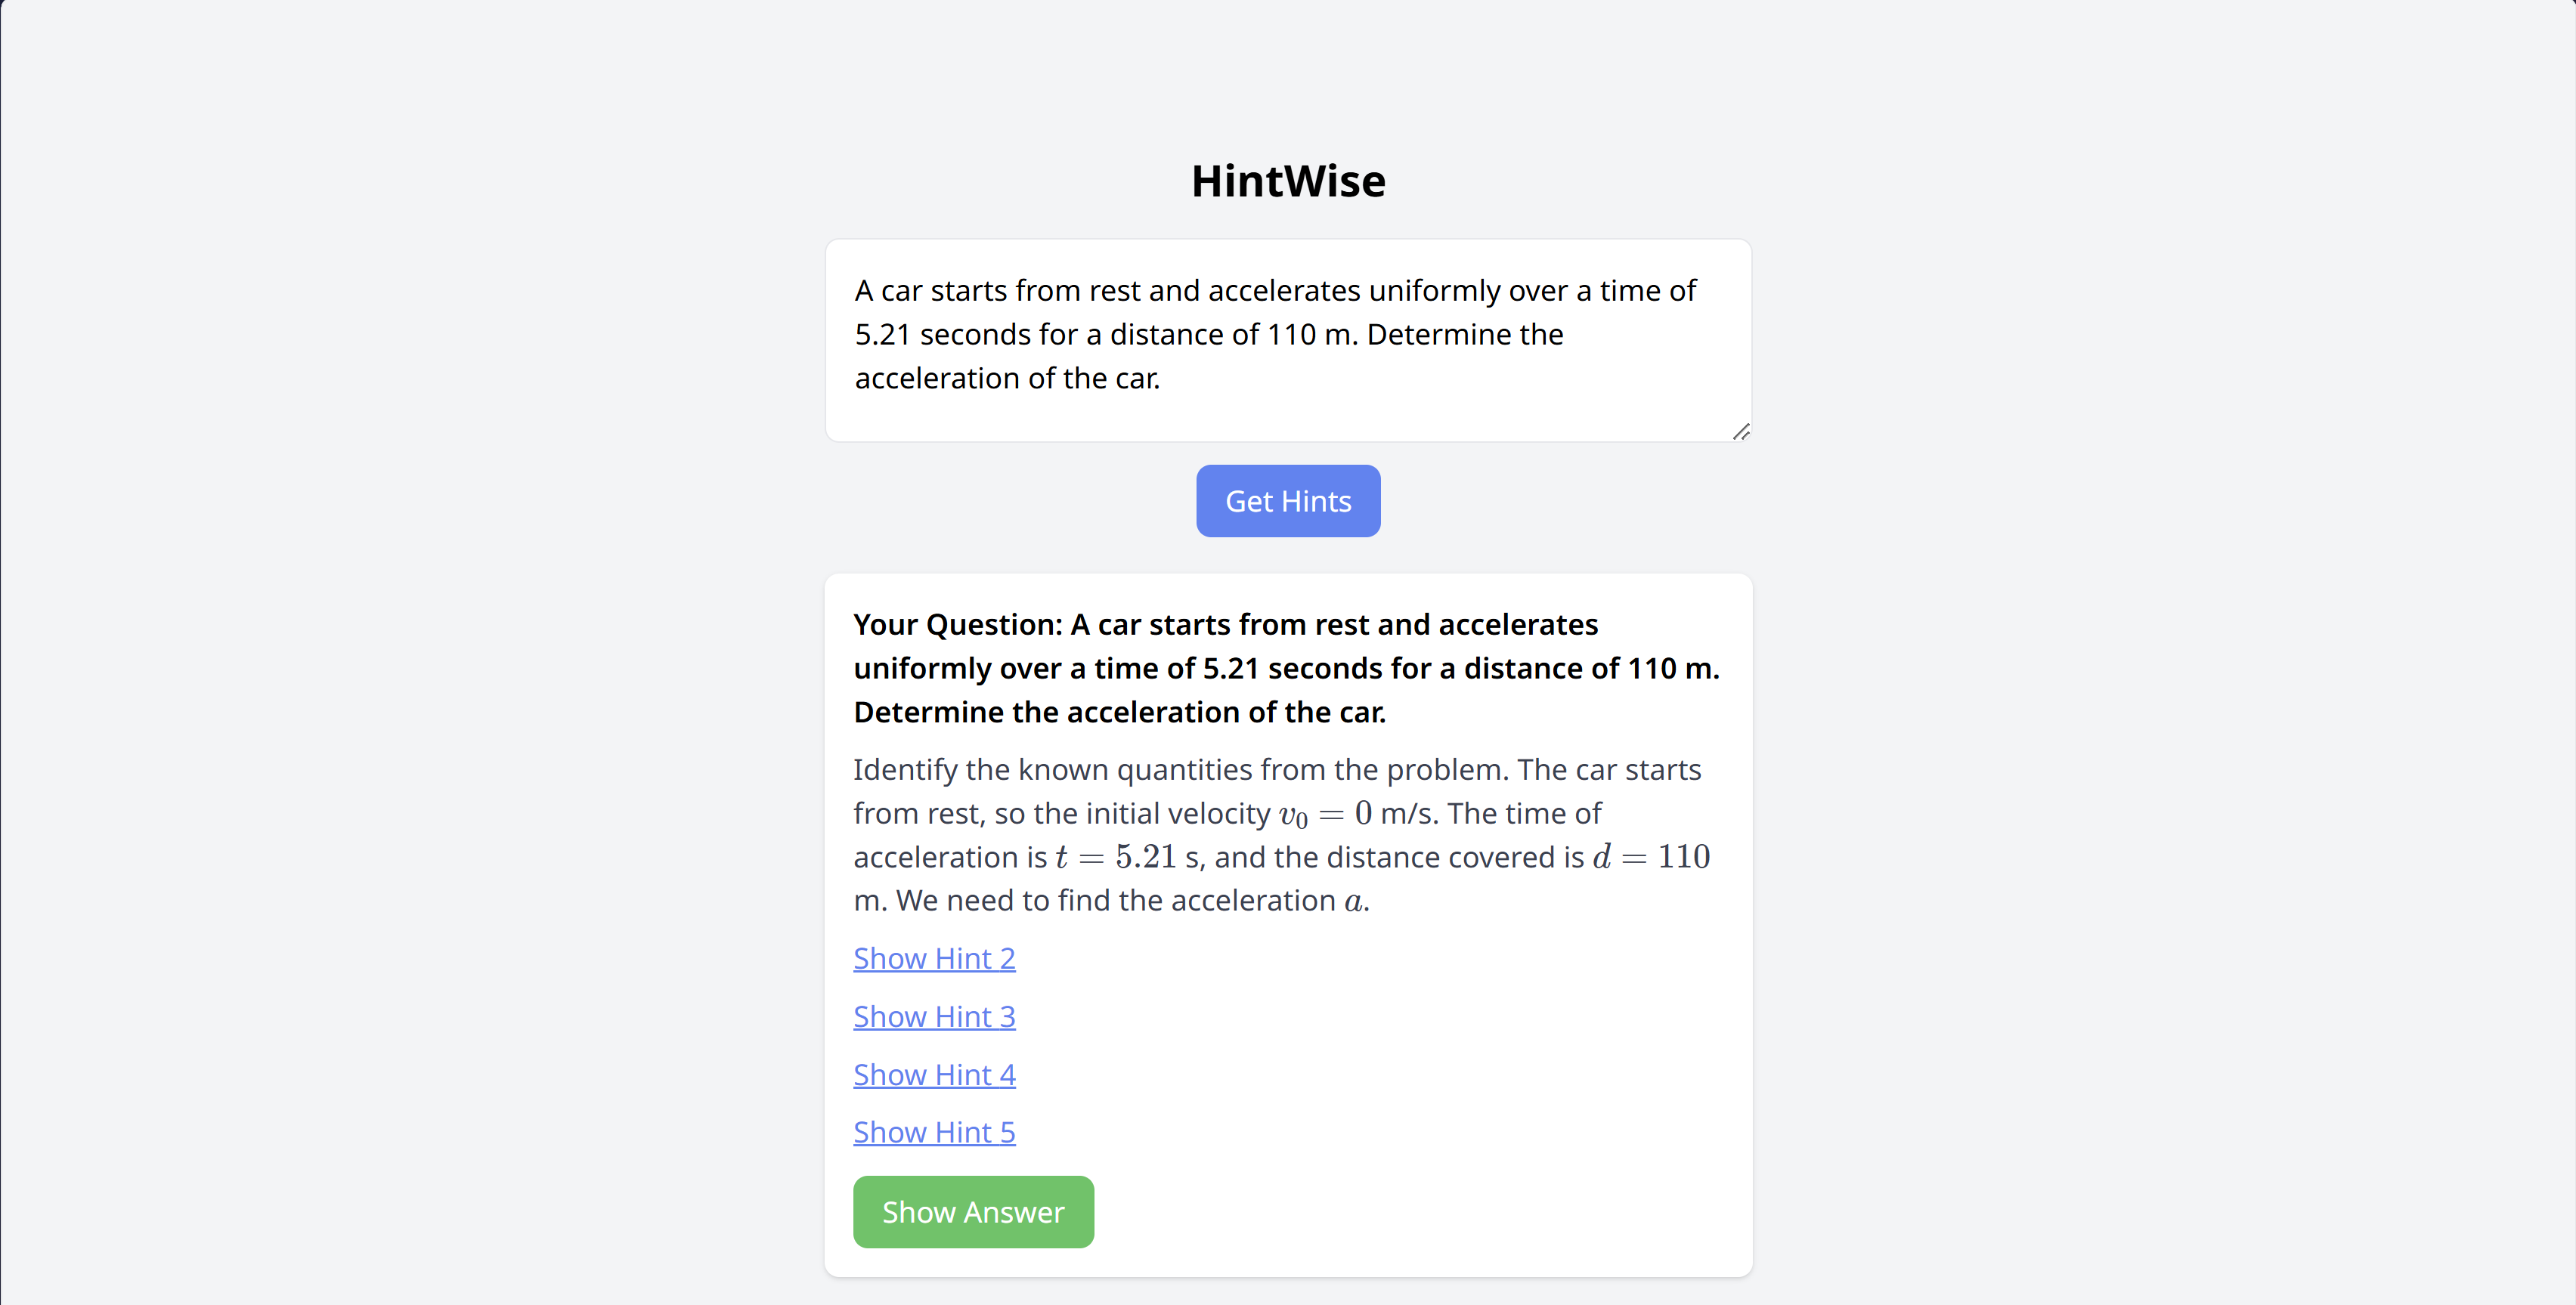 HintWise
A car starts from rest and accelerates uniformly over a time of
5.21 seconds for a distance of 110 m. Determine the
acceleration of the car.
Get Hints
Your Question: A car starts from rest and accelerates
uniformly over a time of 5.21 seconds for a distance of 110 m.
Determine the acceleration of the car.
Identify the known quantities from the problem. The car starts
from rest, so the initial velocity v₀ = 0 m/s. The time of
acceleration is t = 5.21 s, and the distance covered is d = 110
m. We need to find the acceleration a.
Show Hint 2
Show Hint 3
Show Hint 4
Show Hint 5
Show Answer